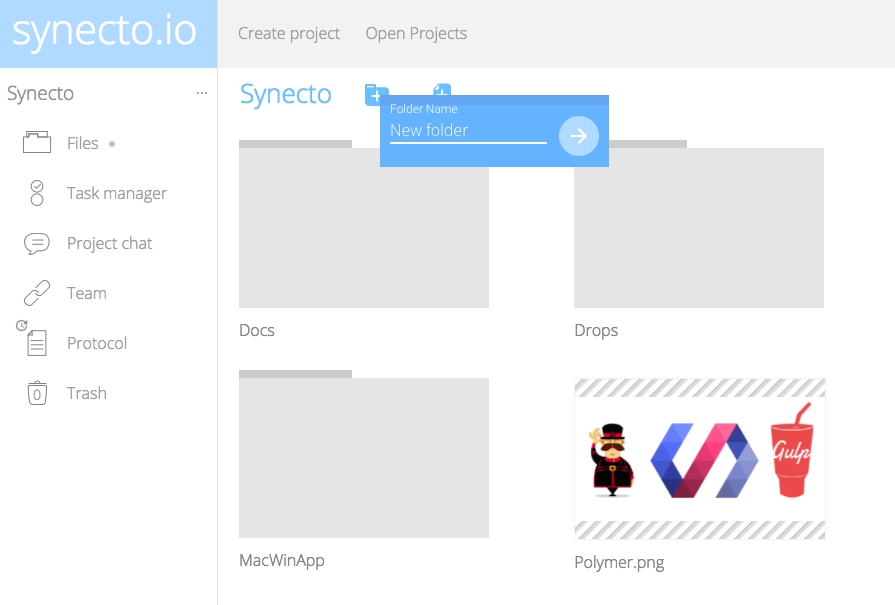 synecto.io
Create project
Open Projects
Synecto
...
Files
Task manager
Project chat
Team
Protocol
0
Trash
Synecto
Folder Name
New folder
Docs
Drops
MacWinApp
Gulp
Polymer.png